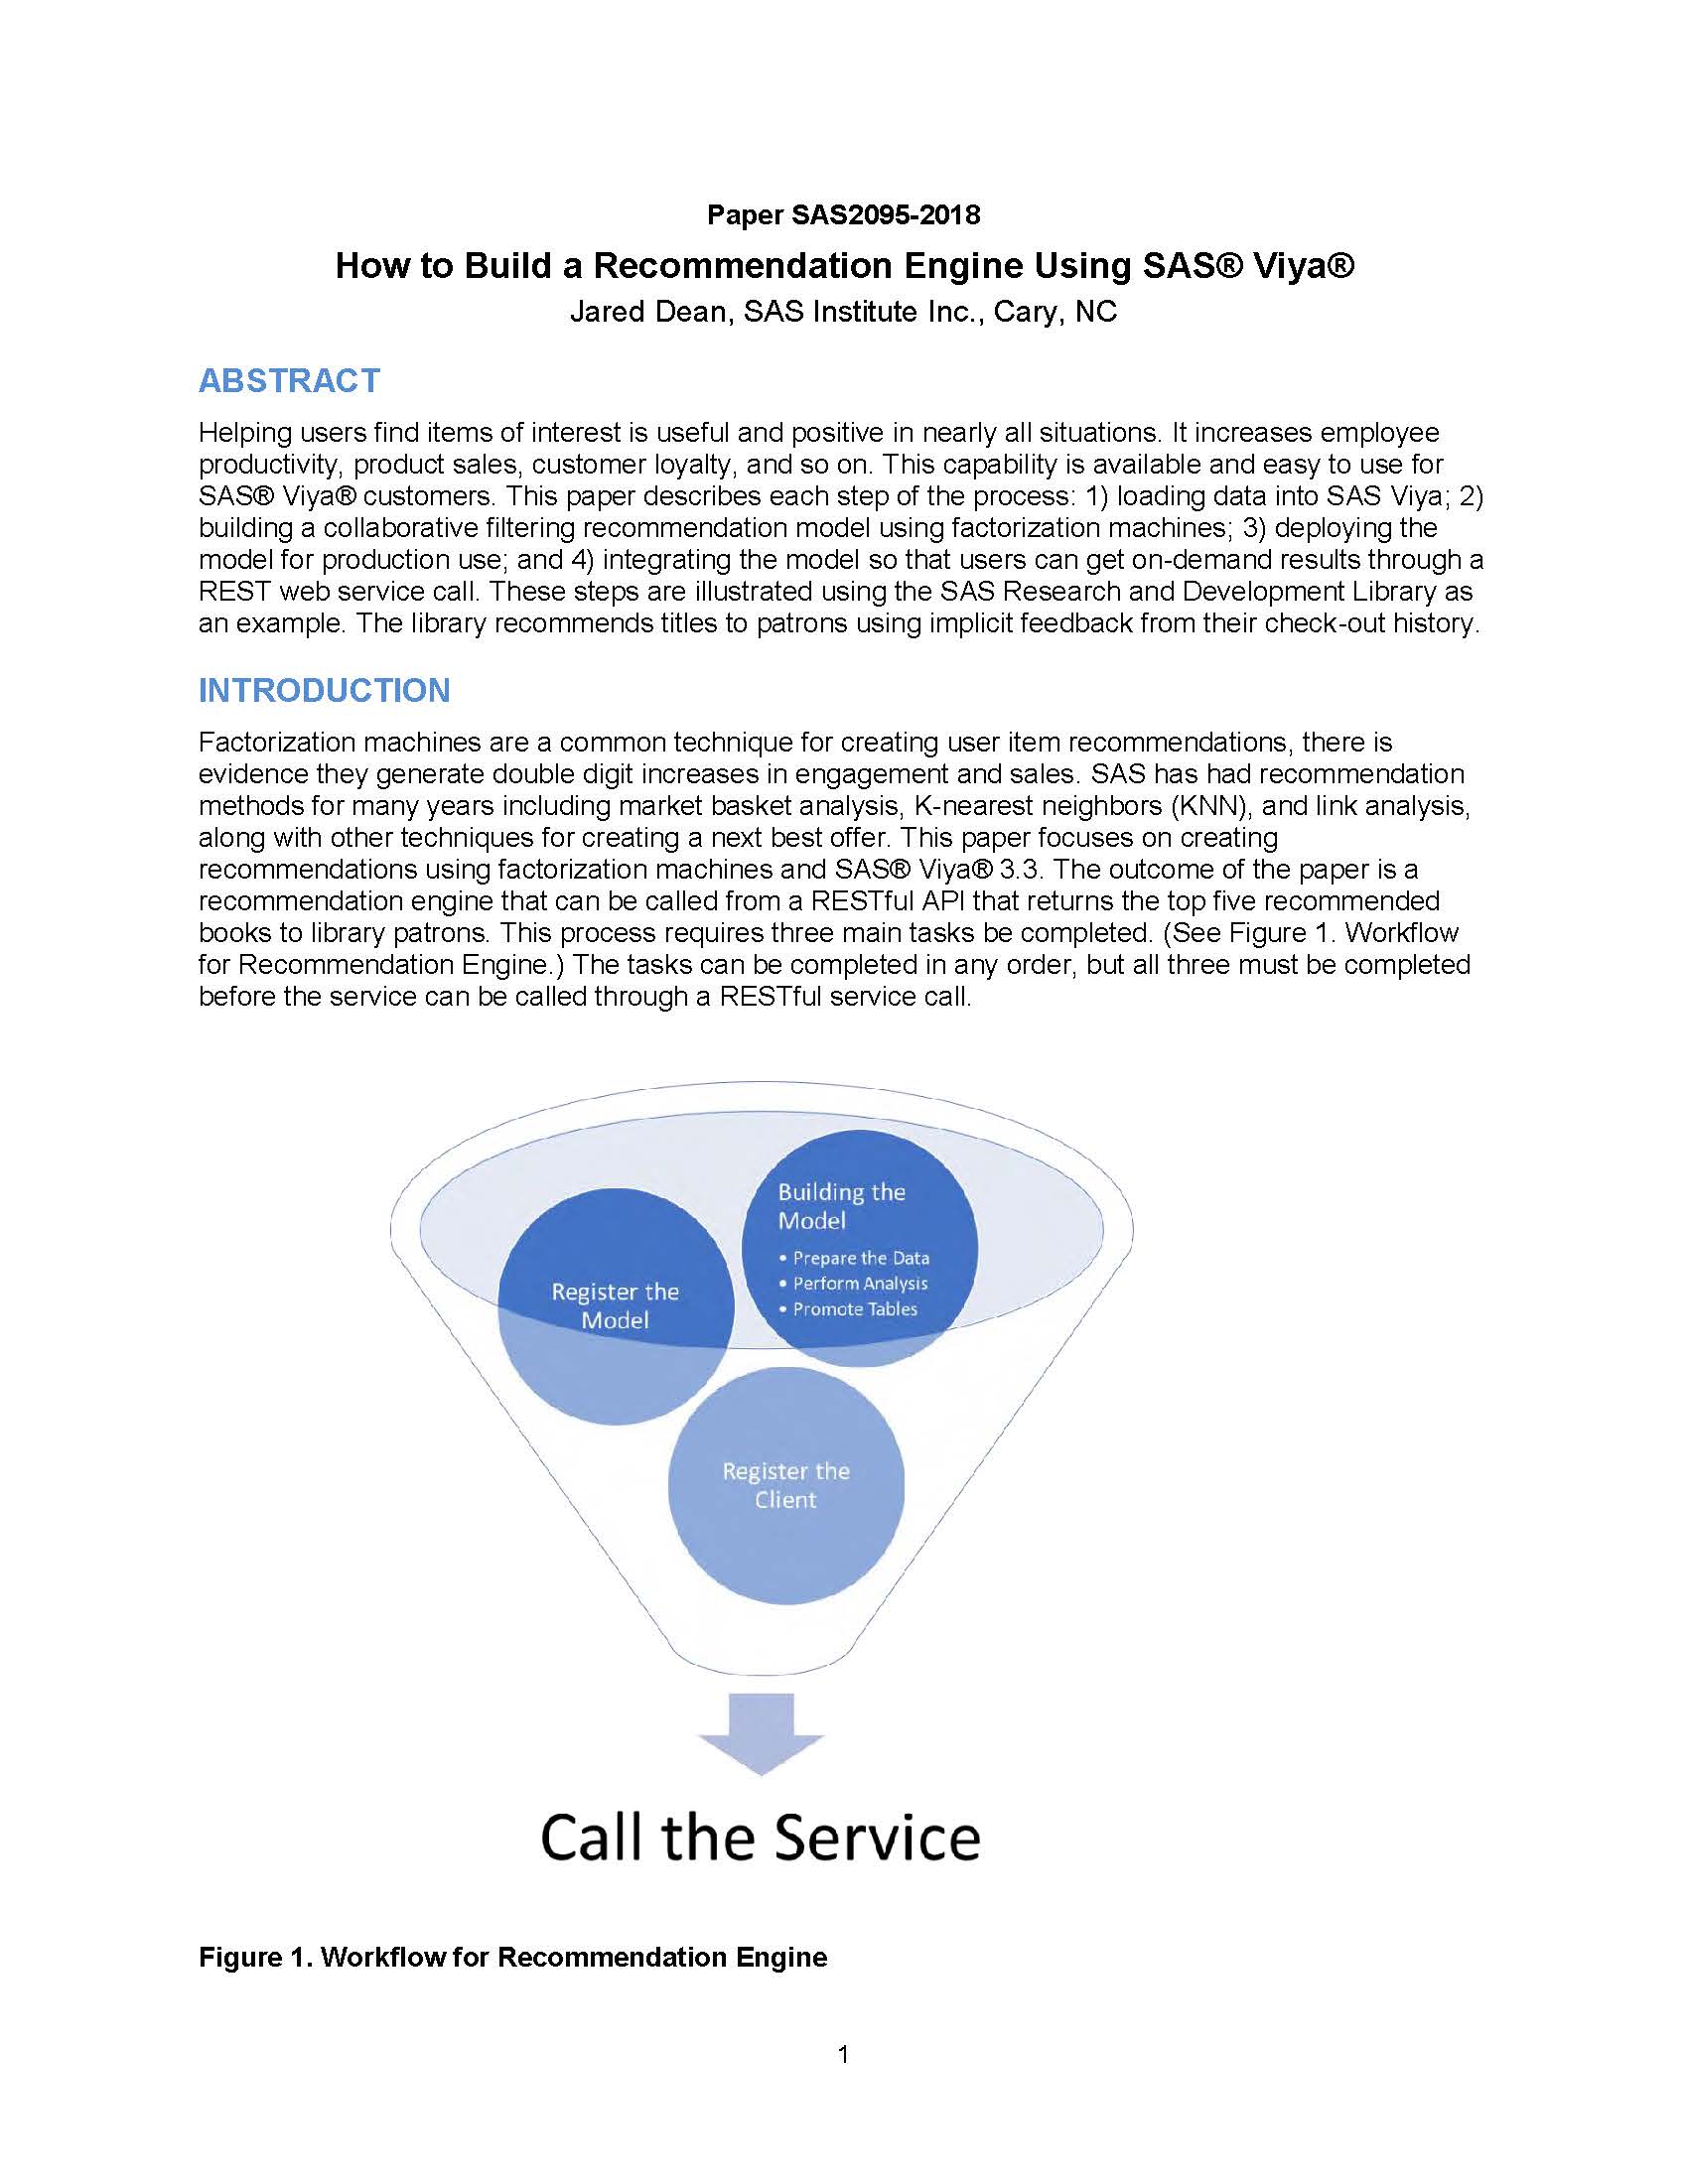 Paper SAS2095-2018
How to Build a Recommendation Engine Using SAS® Viya®
Jared Dean, SAS Institute Inc., Cary, NC
ABSTRACT
Helping users find items of interest is useful and positive in nearly all situations. It increases employee
productivity, product sales, customer loyalty, and so on. This capability is available and easy to use for
SAS® Viya® customers. This paper describes each step of the process: 1) loading data into SAS Viya; 2)
building a collaborative filtering recommendation model using factorization machines; 3) deploying the
model for production use; and 4) integrating the model so that users can get on-demand results through a
REST web service call. These steps are illustrated using the SAS Research and Development Library as
an example. The library recommends titles to patrons using implicit feedback from their check-out history.
INTRODUCTION
Factorization machines are a common technique for creating user item recommendations, there is
evidence they generate double digit increases in engagement and sales. SAS has had recommendation
methods for many years including market basket analysis, K-nearest neighbors (KNN), and link analysis,
along with other techniques for creating a next best offer. This paper focuses on creating
recommendations using factorization machines and SAS® Viya® 3.3. The outcome of the paper is a
recommendation engine that can be called from a RESTful API that returns the top five recommended
books to library patrons. This process requires three main tasks be completed. (See Figure 1. Workflow
for Recommendation Engine.) The tasks can be completed in any order, but all three must be completed
before the service can be called through a RESTful service call.
Building the
Model
• Prepare the Data
• Perform Analysis
• Promote Tables
Register the
Model
Register the
Client
Call the Service
Figure 1. Workflow for Recommendation Engine
1